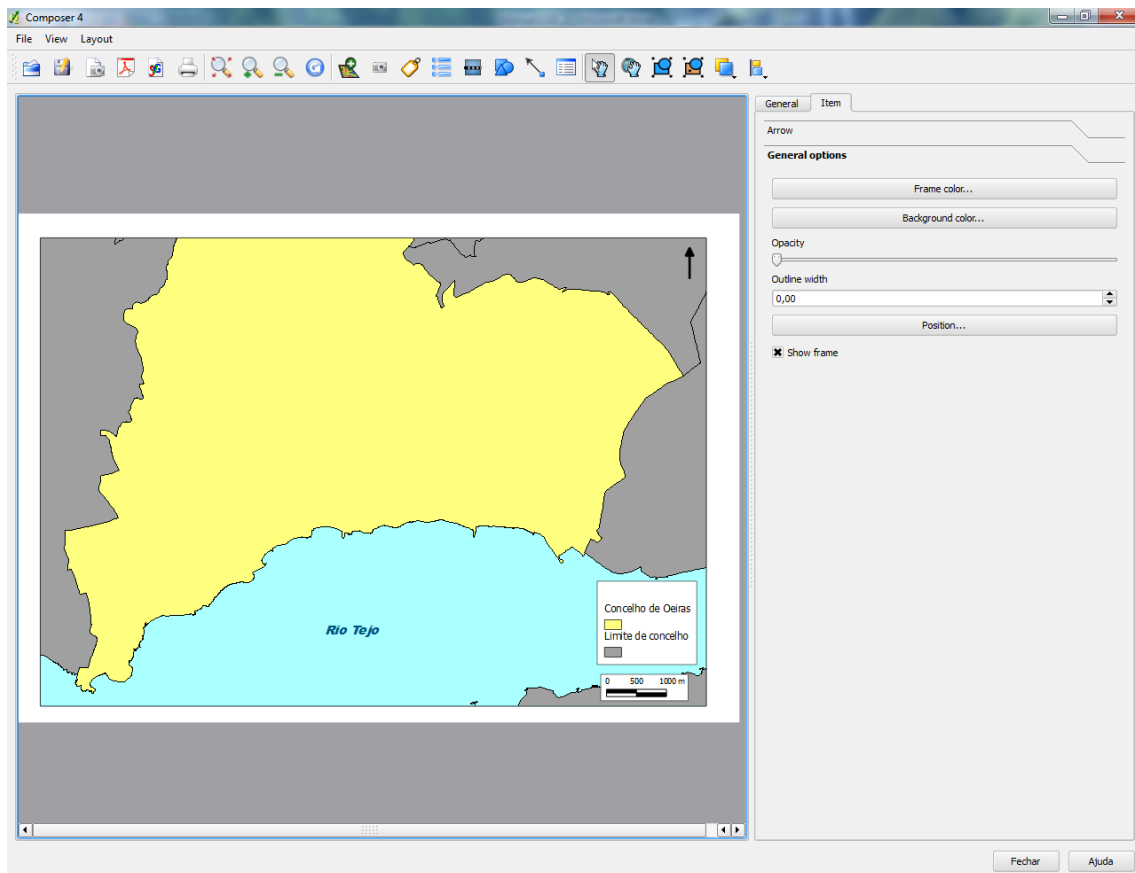 Composer 4
File View Layout
General Item
Arrow
General options
Frame color...
Background color...
Opacity
Outline width
0,00
Position...
Show frame
Rio Tejo
Concelho de Oeiras
Limite de concelho
0 500 1000 m
Fechar Ajuda